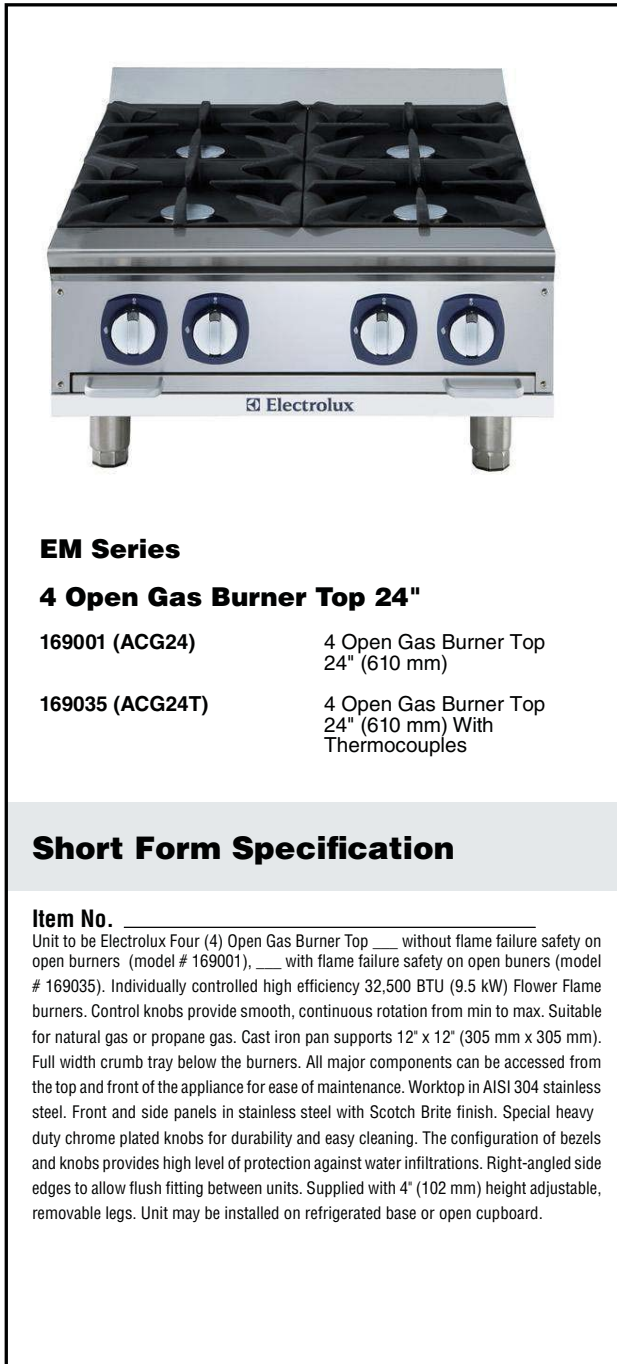 Electrolux
EM Series
4 Open Gas Burner Top 24"
169001 (ACG24) 4 Open Gas Burner Top
24" (610 mm)
169035 (ACG24T) 4 Open Gas Burner Top
24" (610 mm) With
Thermocouples
Short Form Specification
Item No. ___
Unit to be Electrolux Four (4) Open Gas Burner Top ___ without flame failure safety on
open burners (model # 169001), ___ with flame failure safety on open buners (model
# 169035). Individually controlled high efficiency 32,500 BTU (9.5 kW) Flower Flame
burners. Control knobs provide smooth, continuous rotation from min to max. Suitable
for natural gas or propane gas. Cast iron pan supports 12" x 12" (305 mm x 305 mm).
Full width crumb tray below the burners. All major components can be accessed from
the top and front of the appliance for ease of maintenance. Worktop in AISI 304 stainless
steel. Front and side panels in stainless steel with Scotch Brite finish. Special heavy
duty chrome plated knobs for durability and easy cleaning. The configuration of bezels
and knobs provides high level of protection against water infiltrations. Right-angled side
edges to allow flush fitting between units. Supplied with 4" (102 mm) height adjustable,
removable legs. Unit may be installed on refrigerated base or open cupboard.